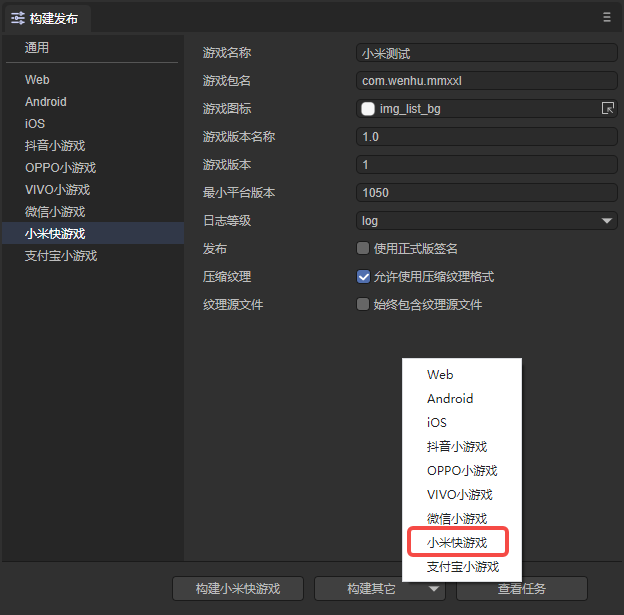 构建发布
通用
Web
Android
iOS
抖音小游戏
OPPO小游戏
VIVO小游戏
微信小游戏
小米快游戏
支付宝小游戏
游戏名称 小米测试
游戏包名 com.wenhu.mmxxl
游戏图标 img_list_bg
游戏版本名称 1.0
游戏版本 1
最小平台版本 1050
日志等级 log
发布 使用正式版签名
压缩纹理 允许使用压缩纹理格式
纹理源文件 始终包含纹理源文件
Web
Android
iOS
抖音小游戏
OPPO小游戏
VIVO小游戏
微信小游戏
小米快游戏
支付宝小游戏
构建小米快游戏 构建其它 查看任务